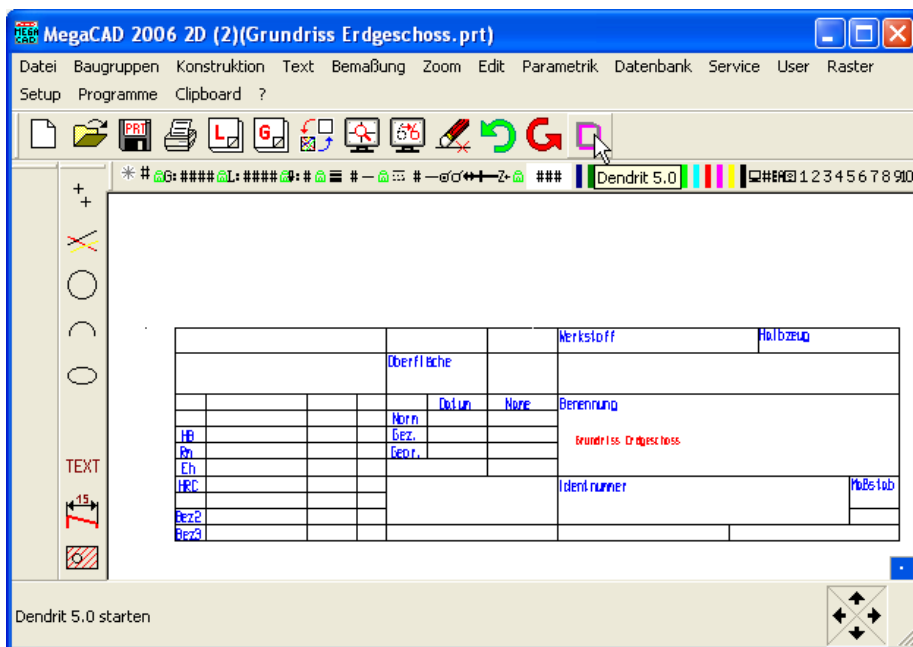 MegaCAD 2006 2D (2)(Grundriss Erdgeschoss.prt)
Datei Baugruppen Konstruktion Text Bemaßung Zoom Edit Parametrik Datenbank Service User Raster
Setup Programme Clipboard ?
PRT L G
# G: #### L: #### # # # ### Dendrit 5.0 1 2 3 4 5 6 7 8 9 10
Werkstoff Halbzeug
Oberfläche
Datum Name Benennung
Norm
HB Gez. Grundriss Erdgeschoss
Rm Gepr.
Eh
HRC Identnummer Maßstab
Bez2
Bez3
TEXT
15
Dendrit 5.0 starten